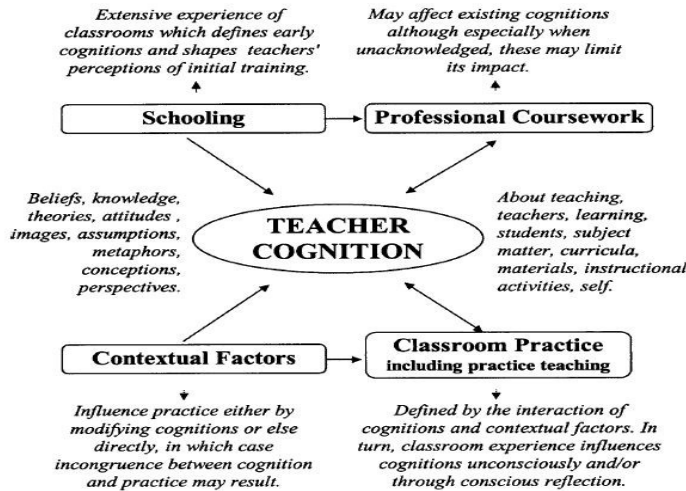 Extensive experience of
classrooms which defines early
cognitions and shapes teachers'
perceptions of initial training.
May affect existing cognitions
although especially when
unacknowledged, these may limit
its impact.
Schooling
Professional Coursework
Beliefs, knowledge,
theories, attitudes ,
images, assumptions,
metaphors,
conceptions,
perspectives.
TEACHER
COGNITION
About teaching,
teachers, learning,
students, subject
matter, curricula,
materials, instructional
activities, self.
Contextual Factors
Classroom Practice
including practice teaching
Influence practice either by
modifying cognitions or else
directly, in which case
incongruence between cognition
and practice may result.
Defined by the interaction of
cognitions and contextual factors. In
turn, classroom experience influences
cognitions unconsciously and/or
through conscious reflection.